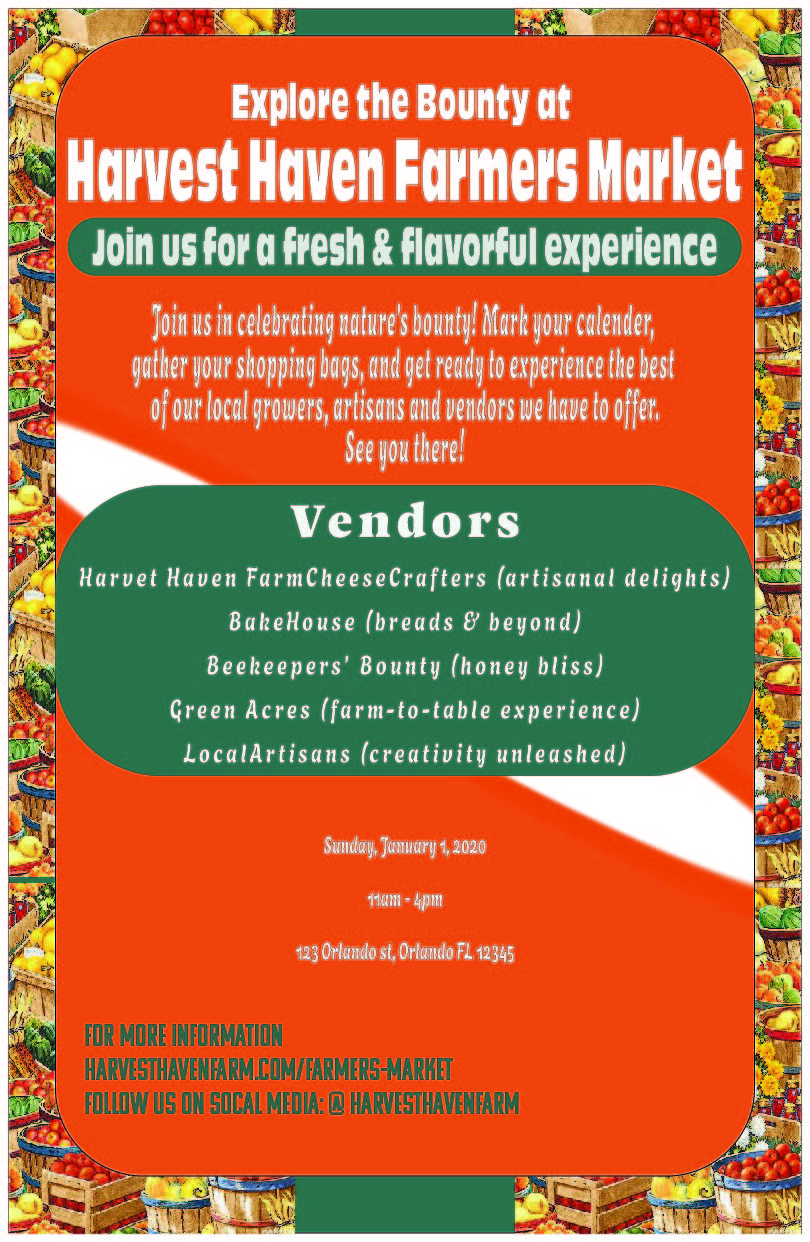 Explore the Bounty at
Harvest Haven Farmers Market
Join us for a fresh & flavorful experience
Join us in celebrating nature's bounty! Mark your calender,
gather your shopping bags, and get ready to experience the best
of our local growers, artisans and vendors we have to offer.
See you there!
Vendors
Harvet Haven FarmCheeseCrafters (artisanal delights)
BakeHouse (breads & beyond)
Beekeepers' Bounty (honey bliss)
Green Acres (farm-to-table experience)
LocalArtisans (creativity unleashed)
Sunday, January 1, 2020
11am - 4pm
123 Orlando st, Orlando FL 12345
FOR MORE INFORMATION
HARVESTHAVENFARM.COM/FARMERS-MARKET
FOLLOW US ON SOCAL MEDIA: @ HARVESTHAVENFARM